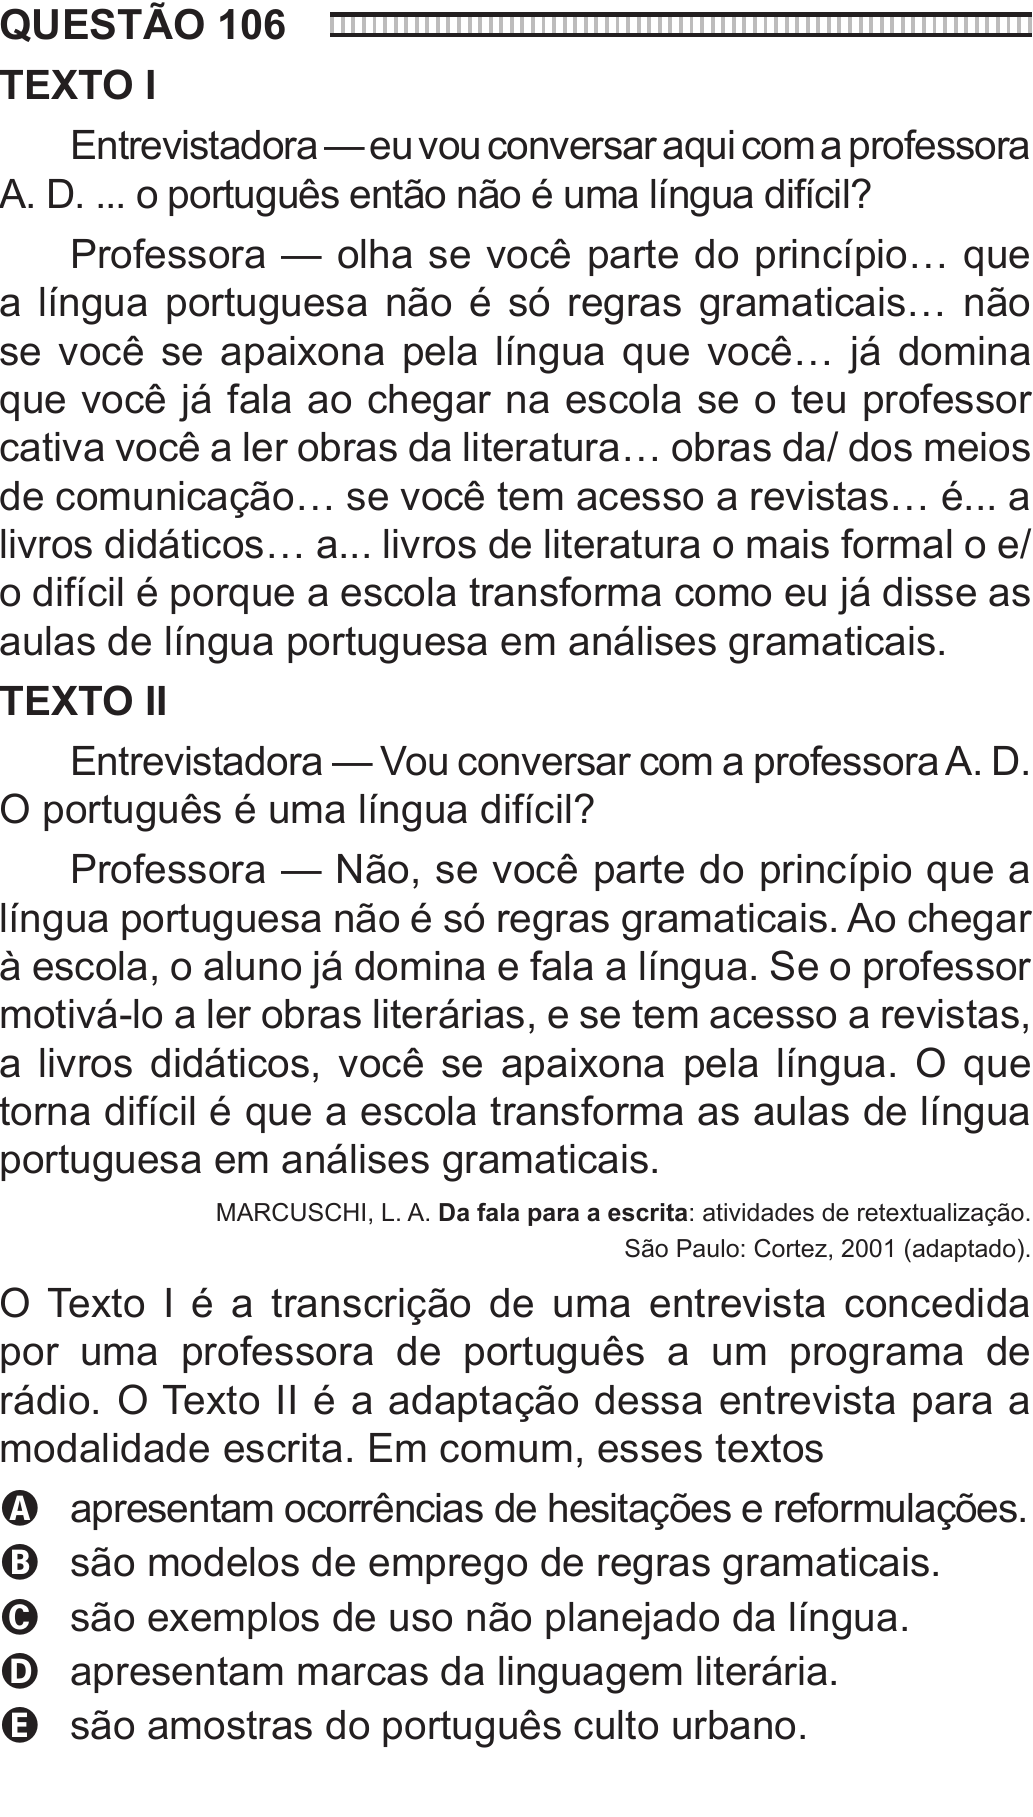 QUESTÃO 106
TEXTO I
Entrevistadora — eu vou conversar aqui com a professora
A. D. ... o português então não é uma língua difícil?
Professora — olha se você parte do princípio… que
a língua portuguesa não é só regras gramaticais… não
se você se apaixona pela língua que você… já domina
que você já fala ao chegar na escola se o teu professor
cativa você a ler obras da literatura… obras da/ dos meios
de comunicação… se você tem acesso a revistas… é... a
livros didáticos… a... livros de literatura o mais formal o e/
o difícil é porque a escola transforma como eu já disse as
aulas de língua portuguesa em análises gramaticais.
TEXTO II
Entrevistadora — Vou conversar com a professora A. D.
O português é uma língua difícil?
Professora — Não, se você parte do princípio que a
língua portuguesa não é só regras gramaticais. Ao chegar
à escola, o aluno já domina e fala a língua. Se o professor
motivá-lo a ler obras literárias, e se tem acesso a revistas,
a livros didáticos, você se apaixona pela língua. O que
torna difícil é que a escola transforma as aulas de língua
portuguesa em análises gramaticais.
MARCUSCHI, L. A. Da fala para a escrita: atividades de retextualização.
São Paulo: Cortez, 2001 (adaptado).
O Texto I é a transcrição de uma entrevista concedida
por uma professora de português a um programa de
rádio. O Texto II é a adaptação dessa entrevista para a
modalidade escrita. Em comum, esses textos
A apresentam ocorrências de hesitações e reformulações.
B são modelos de emprego de regras gramaticais.
C são exemplos de uso não planejado da língua.
D apresentam marcas da linguagem literária.
E são amostras do português culto urbano.